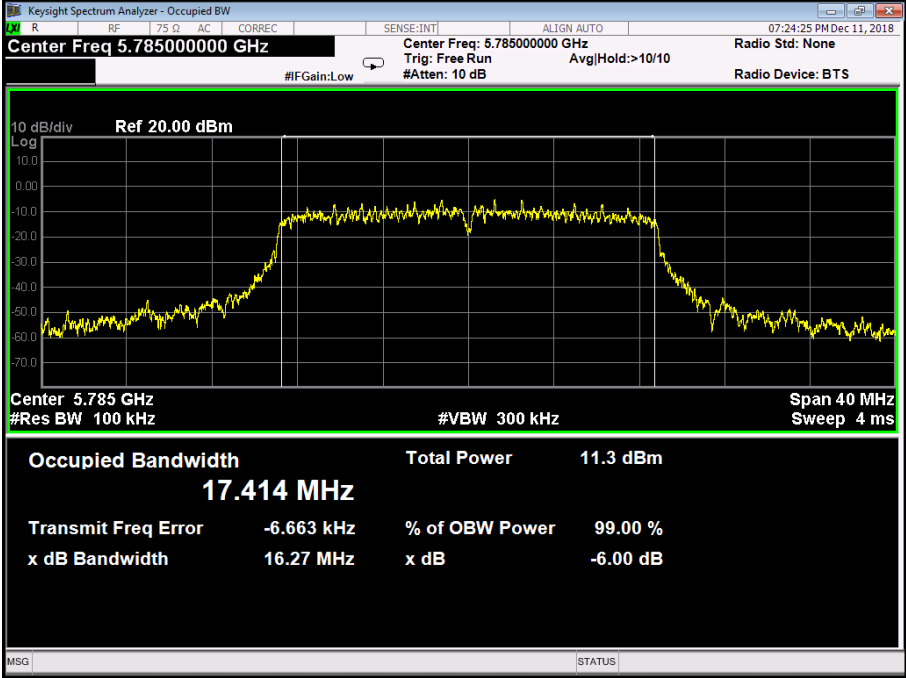 Keysight Spectrum Analyzer - Occupied BW
LXI R RF 75 Ω AC CORREC SENSE:INT ALIGN AUTO 07:24:25 PM Dec 11, 2018
Center Freq 5.785000000 GHz
Center Freq: 5.785000000 GHz
Radio Std: None
Trig: Free Run
Avg|Hold:>10/10
#IFGain:Low
#Atten: 10 dB
Radio Device: BTS
10 dB/div Ref 20.00 dBm
Log
10.0
0.00
-10.0
-20.0
-30.0
-40.0
-50.0
-60.0
-70.0
Center 5.785 GHz
Span 40 MHz
#Res BW 100 kHz
#VBW 300 kHz
Sweep 4 ms
Occupied Bandwidth
17.414 MHz
Total Power 11.3 dBm
Transmit Freq Error -6.663 kHz
% of OBW Power 99.00 %
x dB Bandwidth 16.27 MHz
x dB -6.00 dB
MSG
STATUS